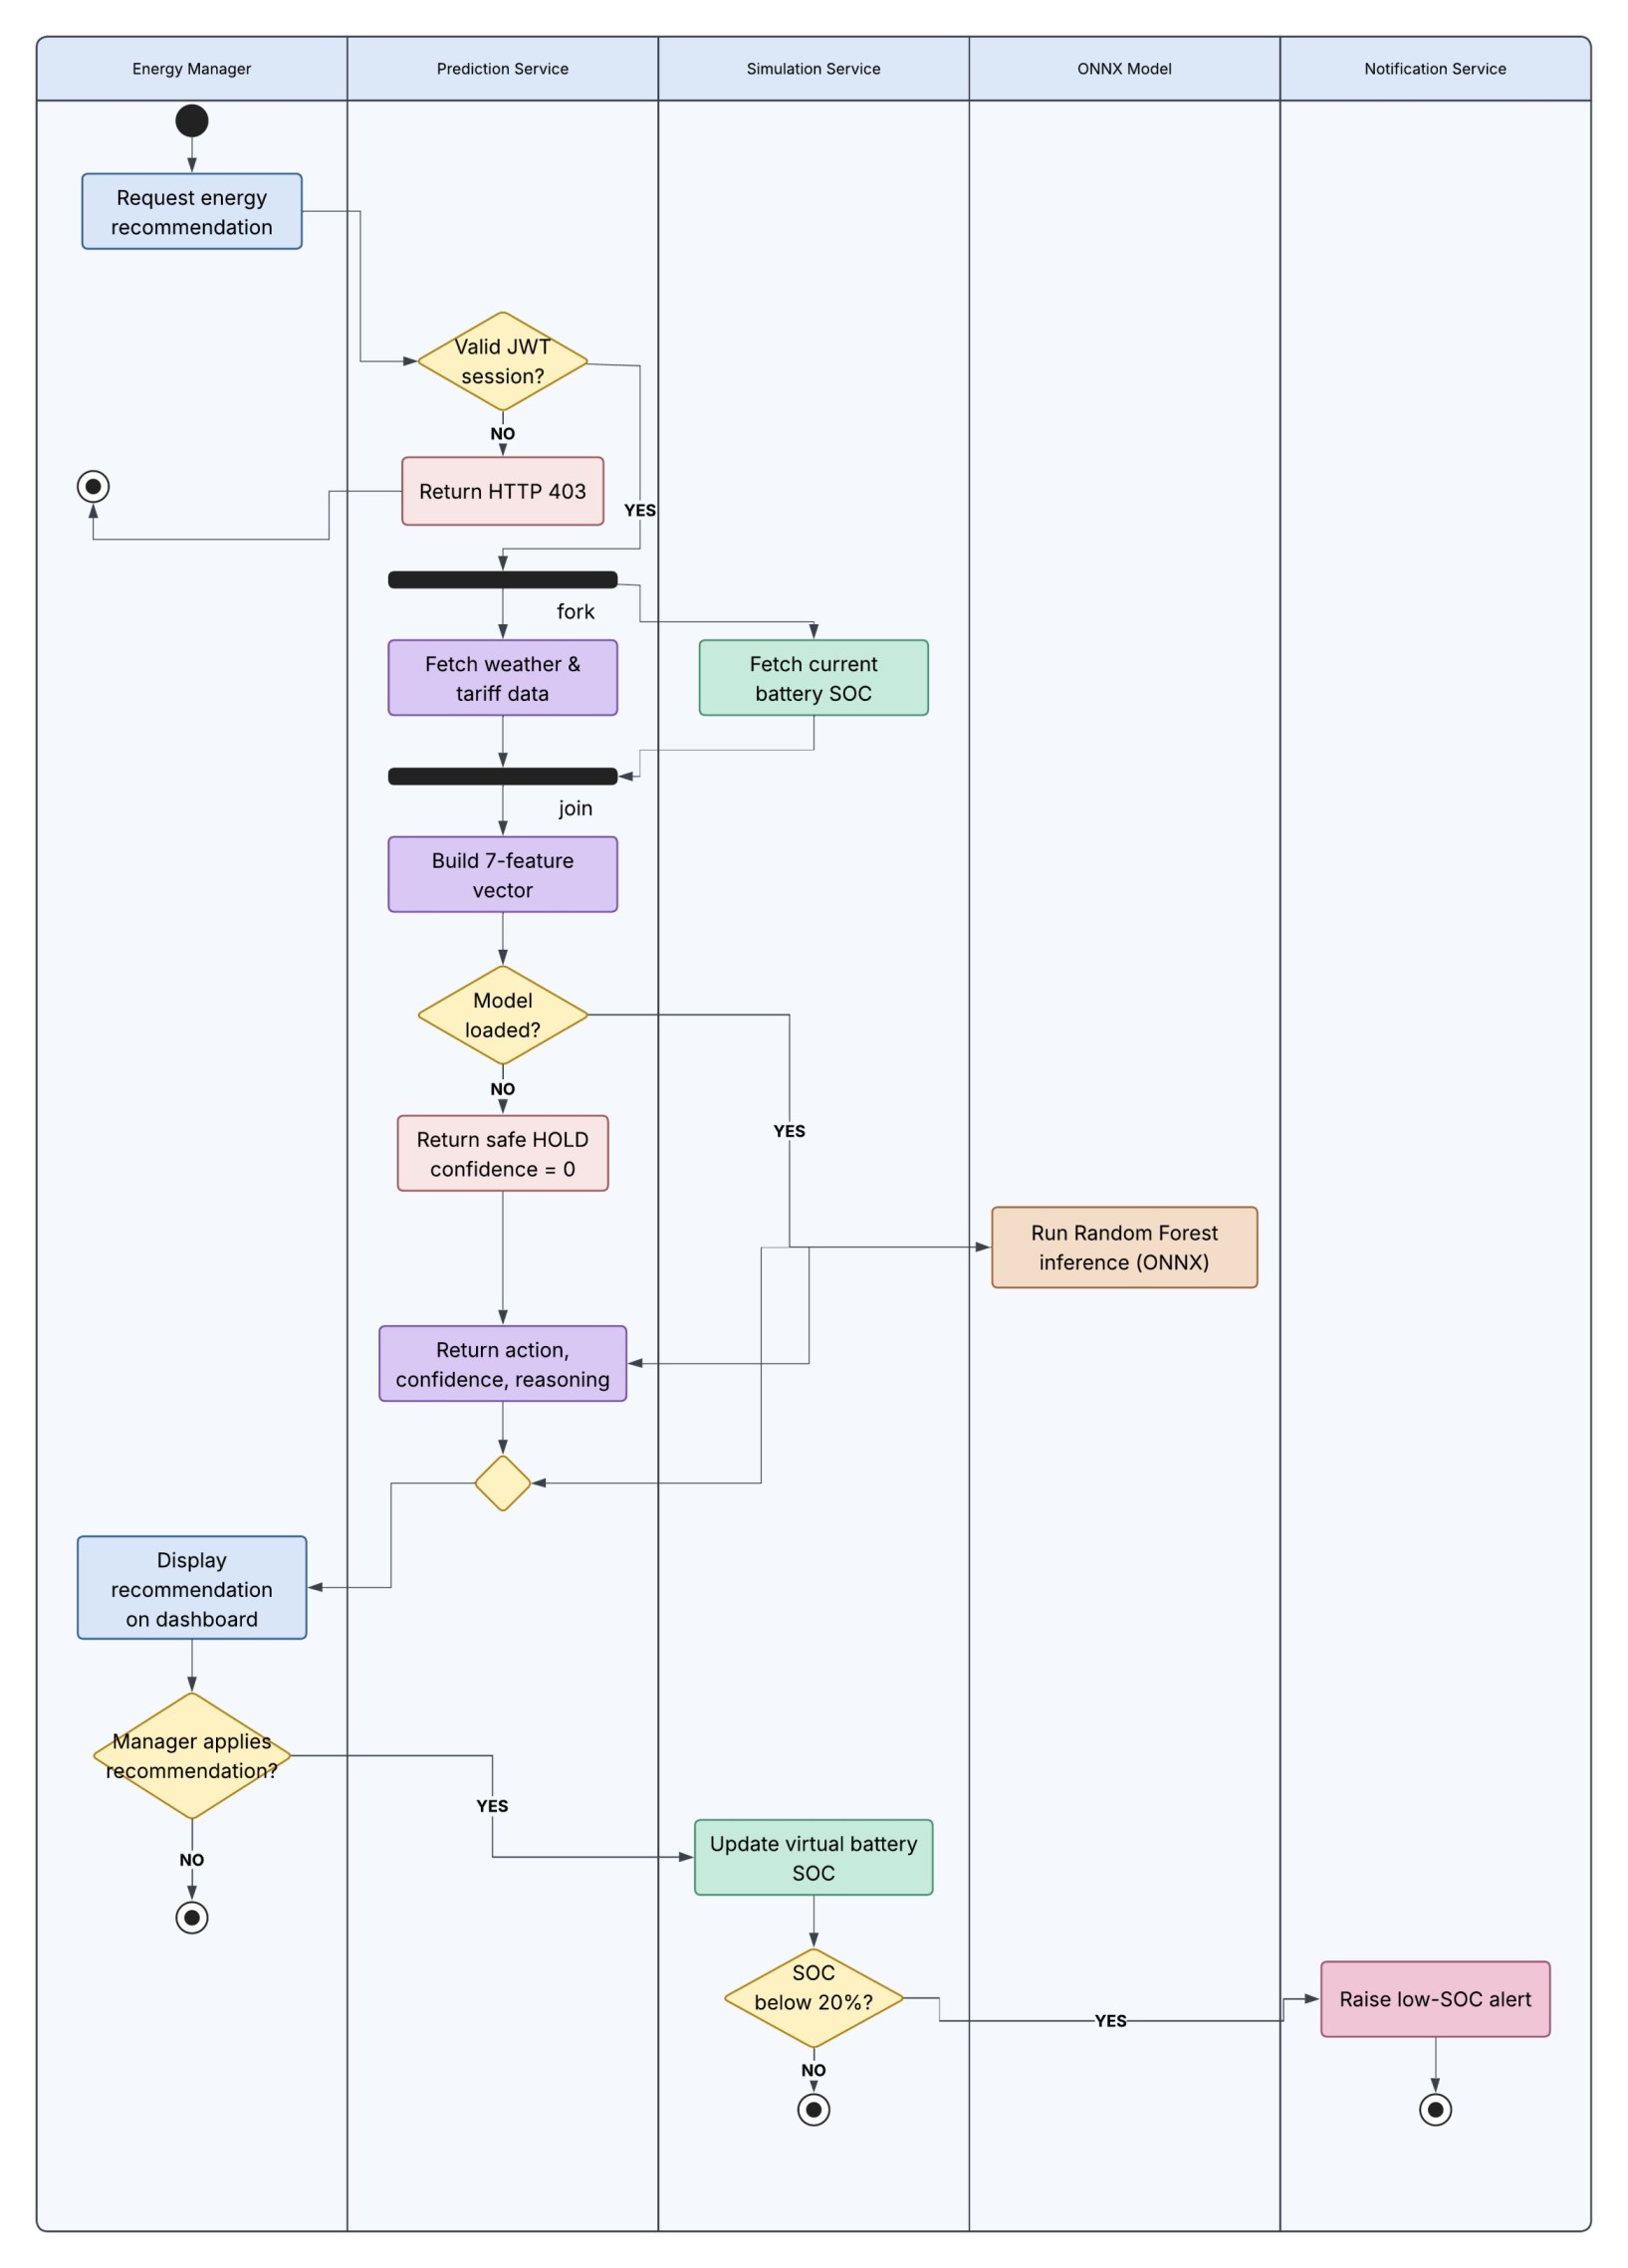 Energy Manager
Prediction Service
Simulation Service
ONNX Model
Notification Service
Request energy
recommendation
Valid JWT
session?
NO
Return HTTP 403
YES
fork
Fetch weather &
tariff data
Fetch current
battery SOC
join
Build 7-feature
vector
Model
loaded?
NO
YES
Return safe HOLD
confidence = 0
Run Random Forest
inference (ONNX)
Return action,
confidence, reasoning
Display
recommendation
on dashboard
Manager applies
recommendation?
YES
NO
Update virtual battery
SOC
SOC
below 20%?
YES
Raise low-SOC alert
NO